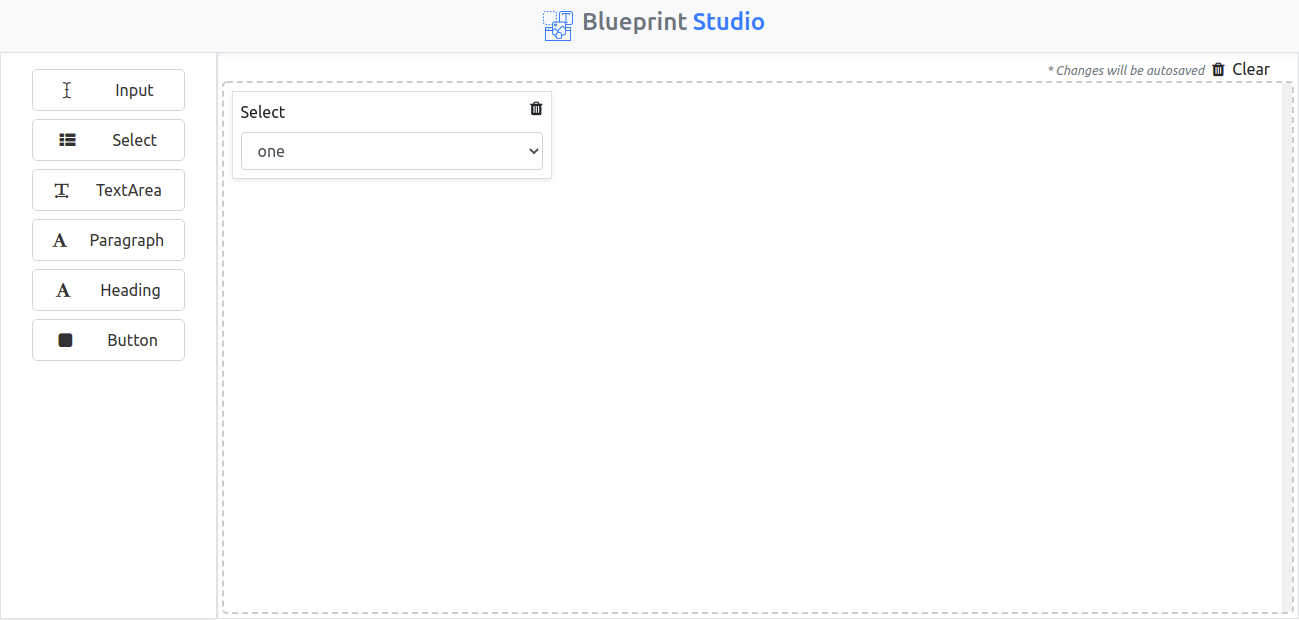 Blueprint Studio
Input
Select
TextArea
Paragraph
Heading
Button
* Changes will be autosaved Clear
Select
one